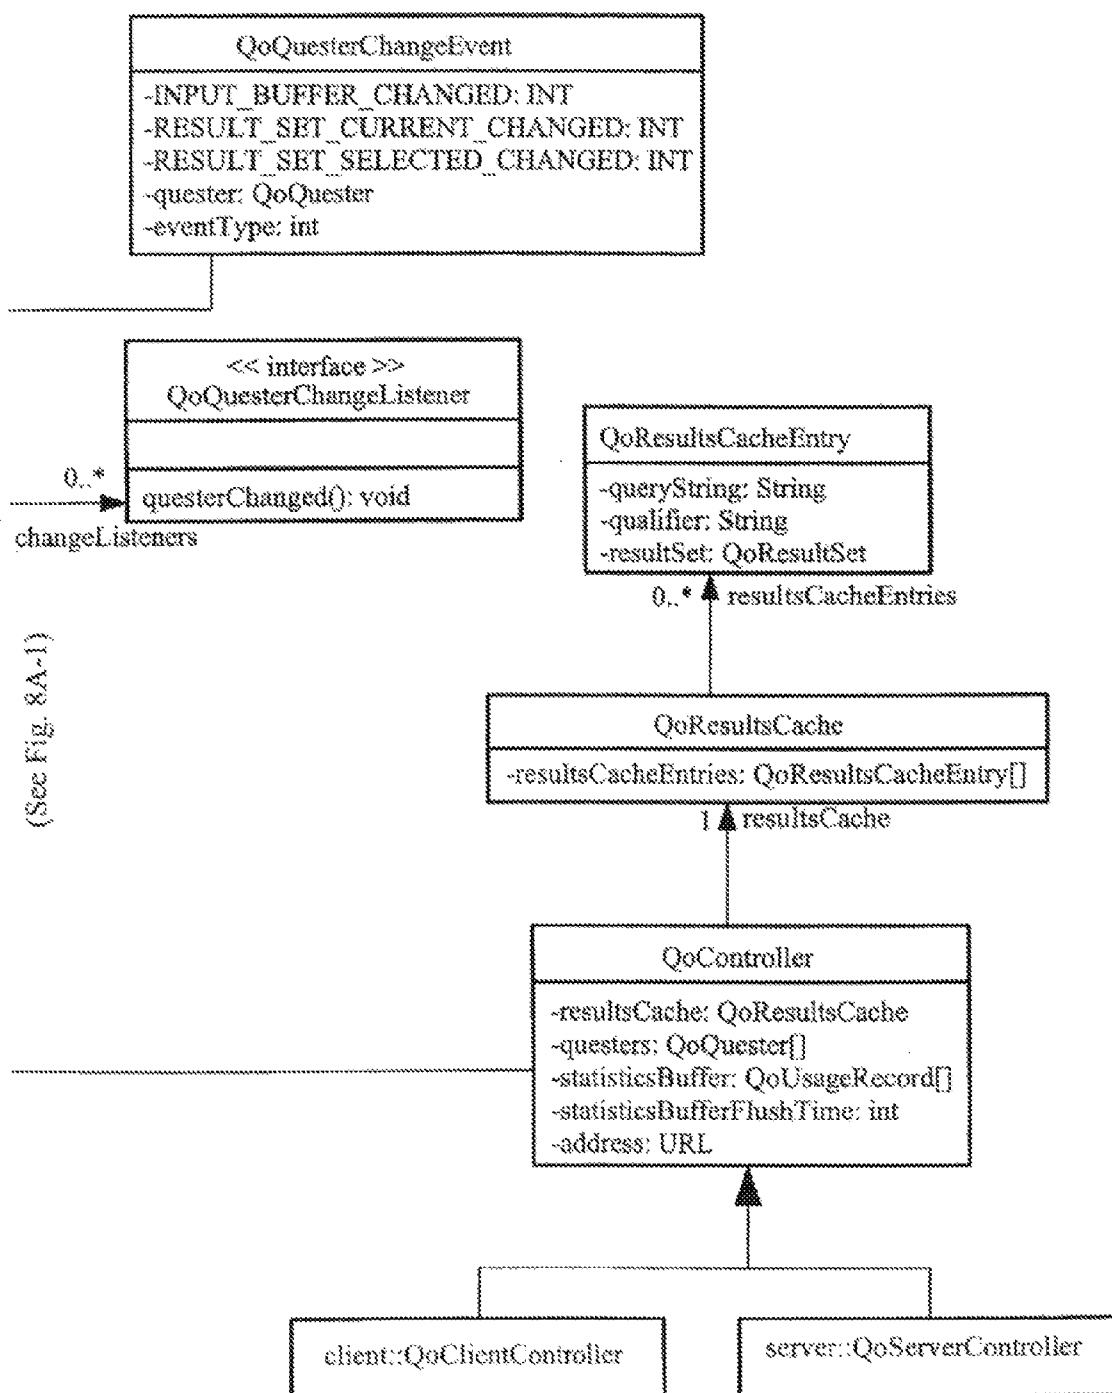 QoQuesterChangeEvent
-INPUT_BUFFER_CHANGED: INT
-RESULT_SET_CURRENT_CHANGED: INT
-RESULT_SET_SELECTED_CHANGED: INT
-quester: QoQuester
-eventType: int
<< interface >>
QoQuesterChangeListener
questerChanged(): void
0..*
changeListeners
QoResultsCacheEntry
-queryString: String
-qualifier: String
-resultSet: QoResultSet
0..* resultsCacheEntries
(See Fig. 8A-1)
QoResultsCache
-resultsCacheEntries: QoResultsCacheEntry[]
1 resultsCache
QoController
-resultsCache: QoResultsCache
-questers: QoQuester[]
-statisticsBuffer: QoUsageRecord[]
-statisticsBufferFlushTime: int
-address: URL
client::QoClientController
server::QoServerController